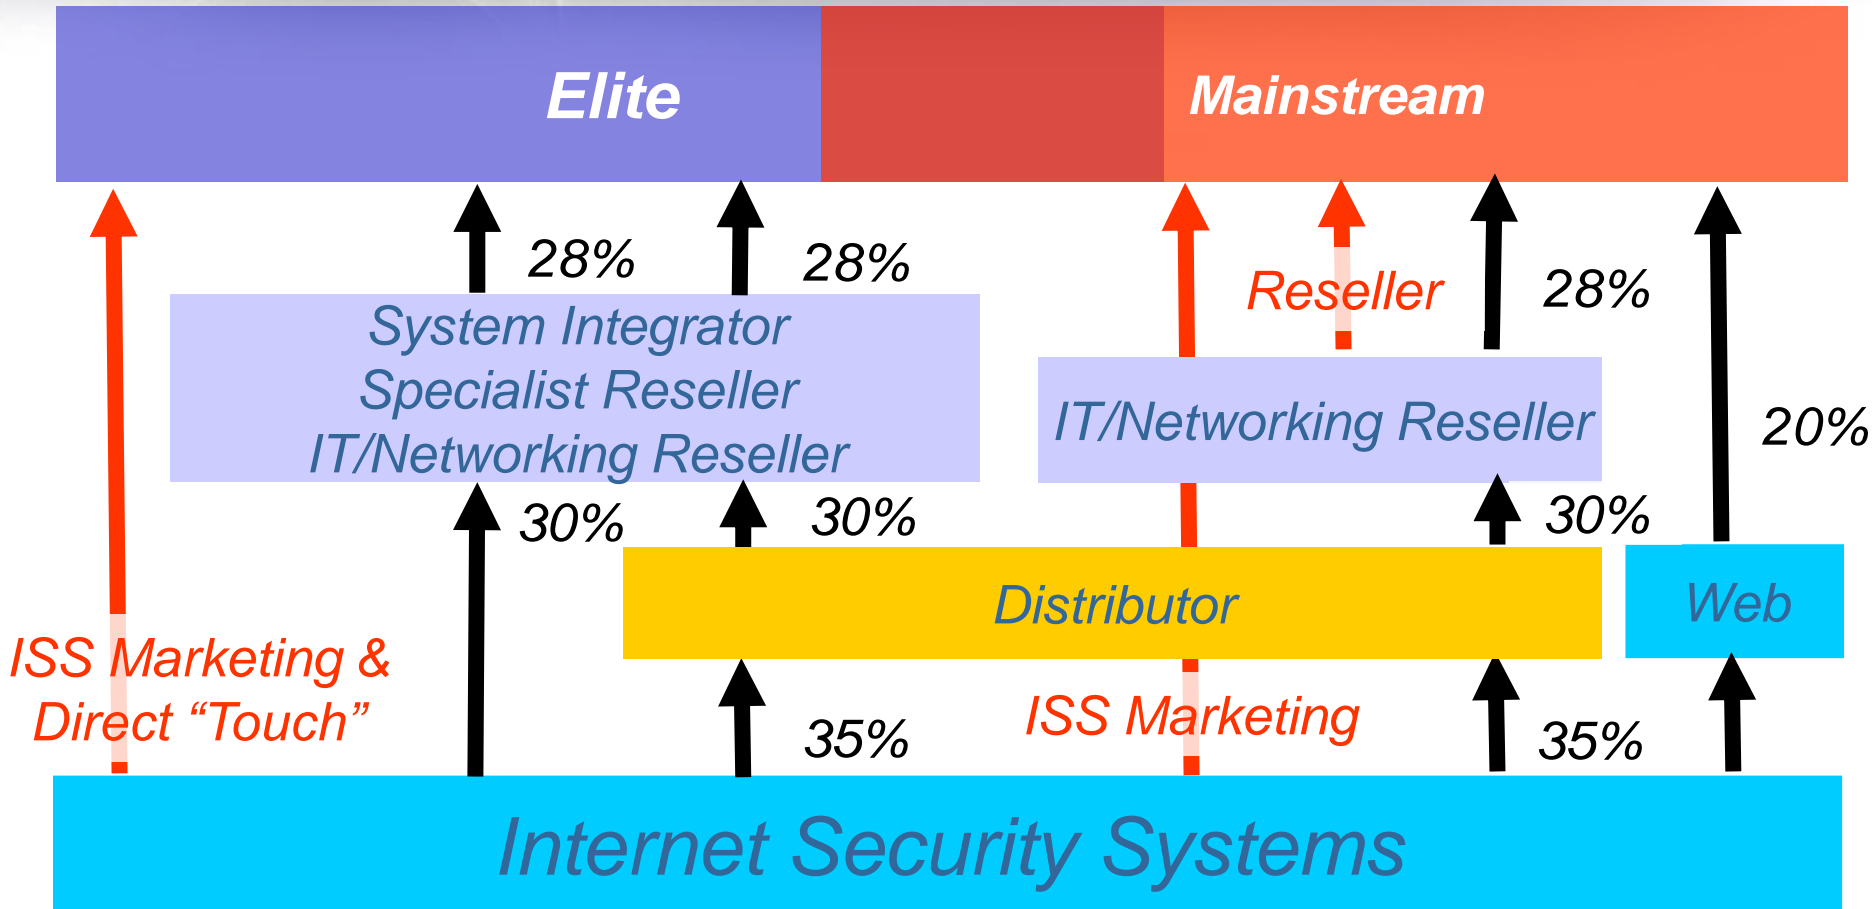 Elite
Mainstream
28%
28%
Reseller
28%
System Integrator
Specialist Reseller
IT/Networking Reseller
IT/Networking Reseller
20%
30%
30%
30%
Distributor
Web
ISS Marketing &
Direct “Touch”
35%
ISS Marketing
35%
Internet Security Systems